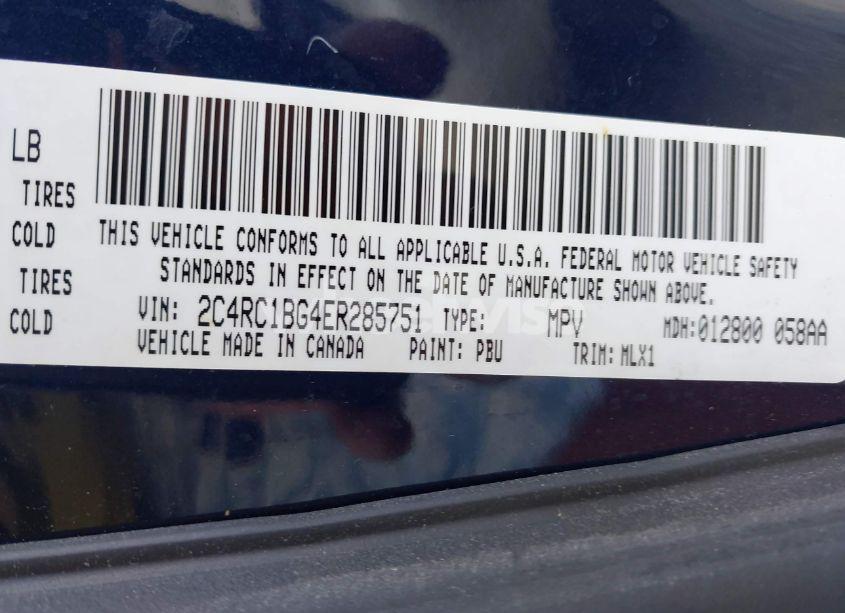 LB
TIRES
COLD
TIRES
COLD
THIS VEHICLE CONFORMS TO ALL APPLICABLE U.S.A. FEDERAL MOTOR VEHICLE SAFETY
STANDARDS IN EFFECT ON THE DATE OF MANUFACTURE SHOWN ABOVE.
VIN: 2C4RC1BG4ER285751 TYPE: MPV MDH:012800 058AA
VEHICLE MADE IN CANADA PAINT: PBU TRIM: MLX1